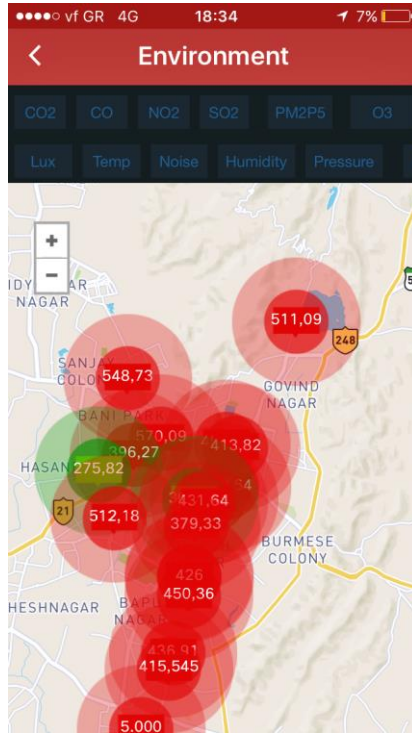 vf GR 4G 18:34 7%
Environment
CO2 CO NO2 SO2 PM2P5 O3
Lux Temp Noise Humidity Pressure
+
−
NAGAR
511,09
248
SANJAY
COLONY
548,73
GOVIND
NAGAR
BANI PARK
570,09
413,82
396,27
HASAN
275,82
431,64
21
512,18
379,33
BURMESE
COLONY
426
450,36
HESHNAGAR
BAPU
NAGAR
436,91
415,545
5.000